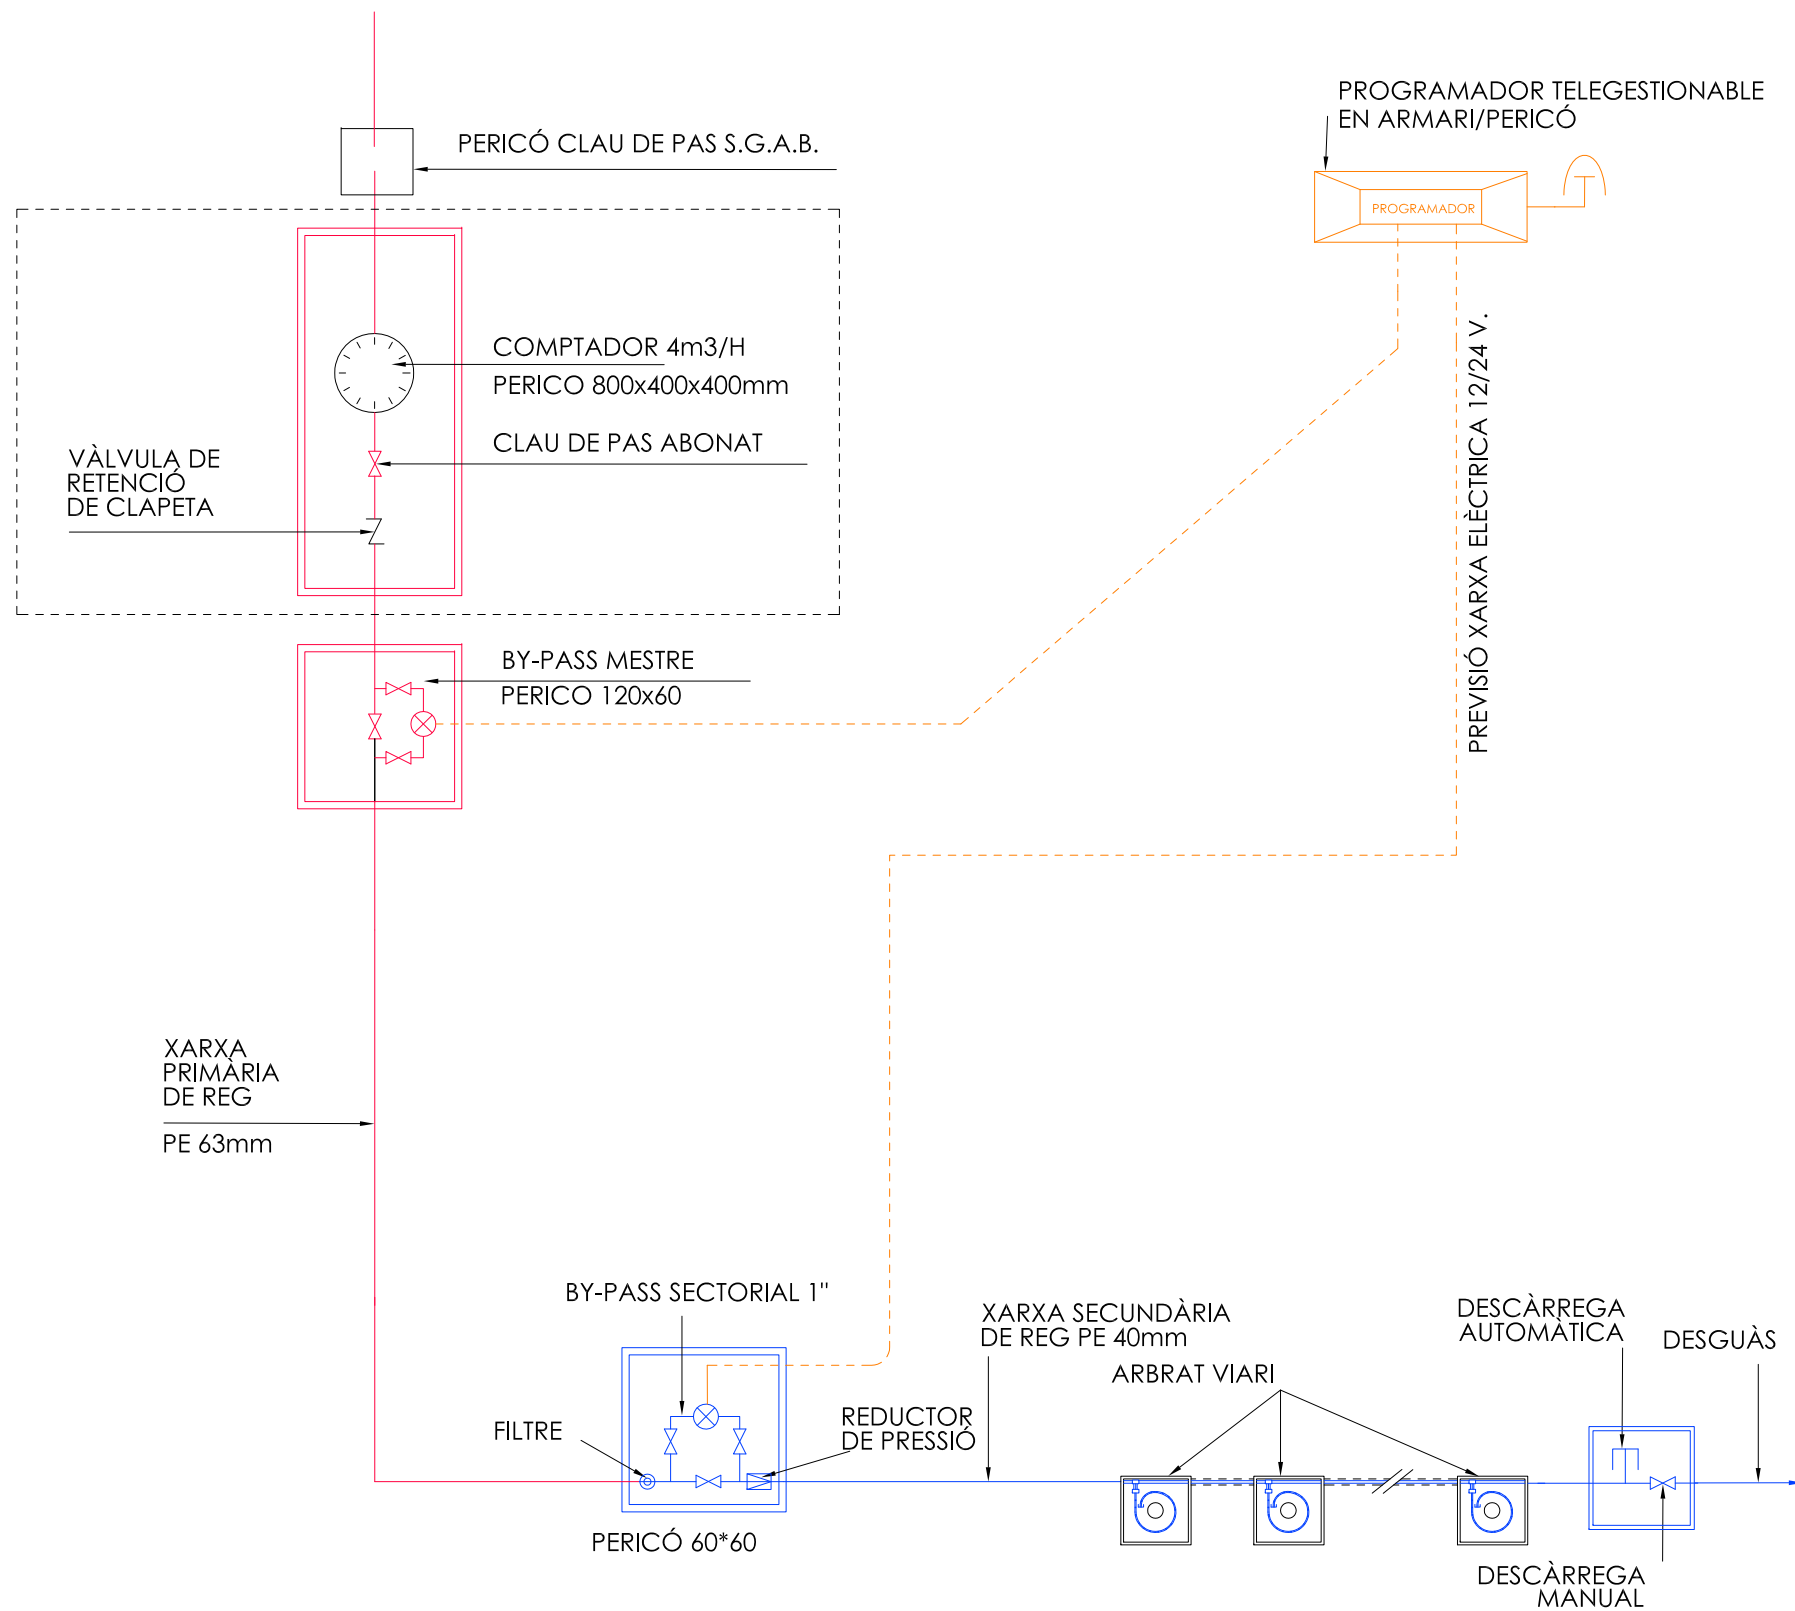 PROGRAMADOR TELEGESTIONABLE
EN ARMARI/PERICÓ
PERICÓ CLAU DE PAS S.G.A.B.
PROGRAMADOR
COMPTADOR 4m3/H
PERICO 800x400x400mm
CLAU DE PAS ABONAT
VÀLVULA DE
RETENCIÓ
DE CLAPETA
PREVISIÓ XARXA ELÈCTRICA 12/24 V.
BY-PASS MESTRE
PERICO 120x60
XARXA
PRIMÀRIA
DE REG
PE 63mm
BY-PASS SECTORIAL 1"
XARXA SECUNDÀRIA
DE REG PE 40mm
DESCÀRREGA
AUTOMÀTICA
DESGUÀS
ARBRAT VIARI
FILTRE
REDUCTOR
DE PRESSIÓ
PERICÓ 60*60
DESCÀRREGA
MANUAL